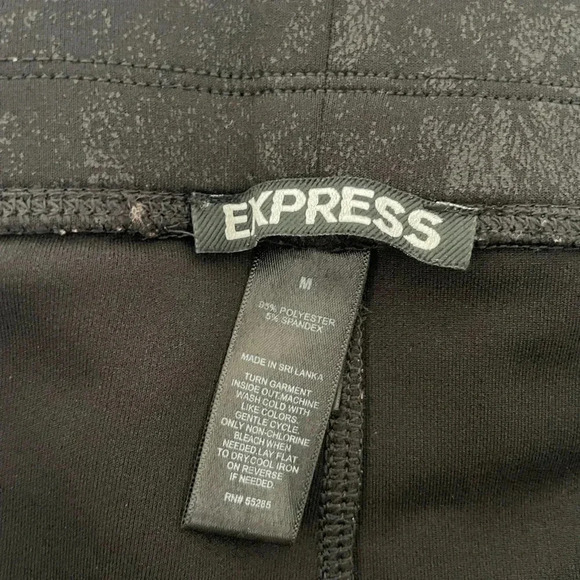 EXPRESS
M
95% POLYESTER
5% SPANDEX
MADE IN SRI LANKA
TURN GARMENT
INSIDE OUT.MACHINE
WASH COLD WITH
LIKE COLORS.
GENTLE CYCLE.
ONLY NON-CHLORINE
BLEACH WHEN
NEEDED.LAY FLAT
TO DRY.COOL IRON
ON REVERSE
IF NEEDED.
RN# 55285